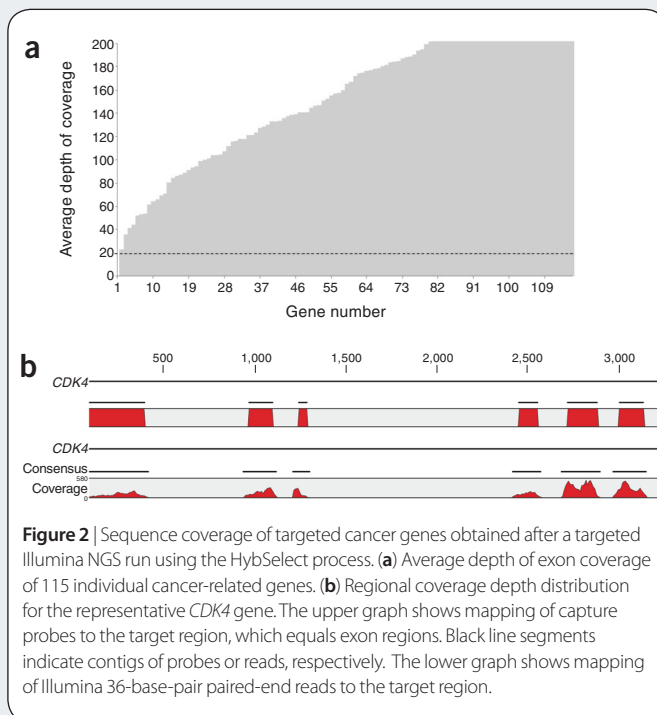 a
200
180
160
140
120
100
80
60
40
20
0
Average depth of coverage
1 10 19 28 37 46 55 64 73 82 91 100 109
Gene number
b
500 1,000 1,500 2,000 2,500 3,000
CDK4
CDK4
Consensus
580
Coverage
0
Figure 2 | Sequence coverage of targeted cancer genes obtained after a targeted
Illumina NGS run using the HybSelect process. (a) Average depth of exon coverage
of 115 individual cancer-related genes. (b) Regional coverage depth distribution
for the representative CDK4 gene. The upper graph shows mapping of capture
probes to the target region, which equals exon regions. Black line segments
indicate contigs of probes or reads, respectively. The lower graph shows mapping
of Illumina 36-base-pair paired-end reads to the target region.